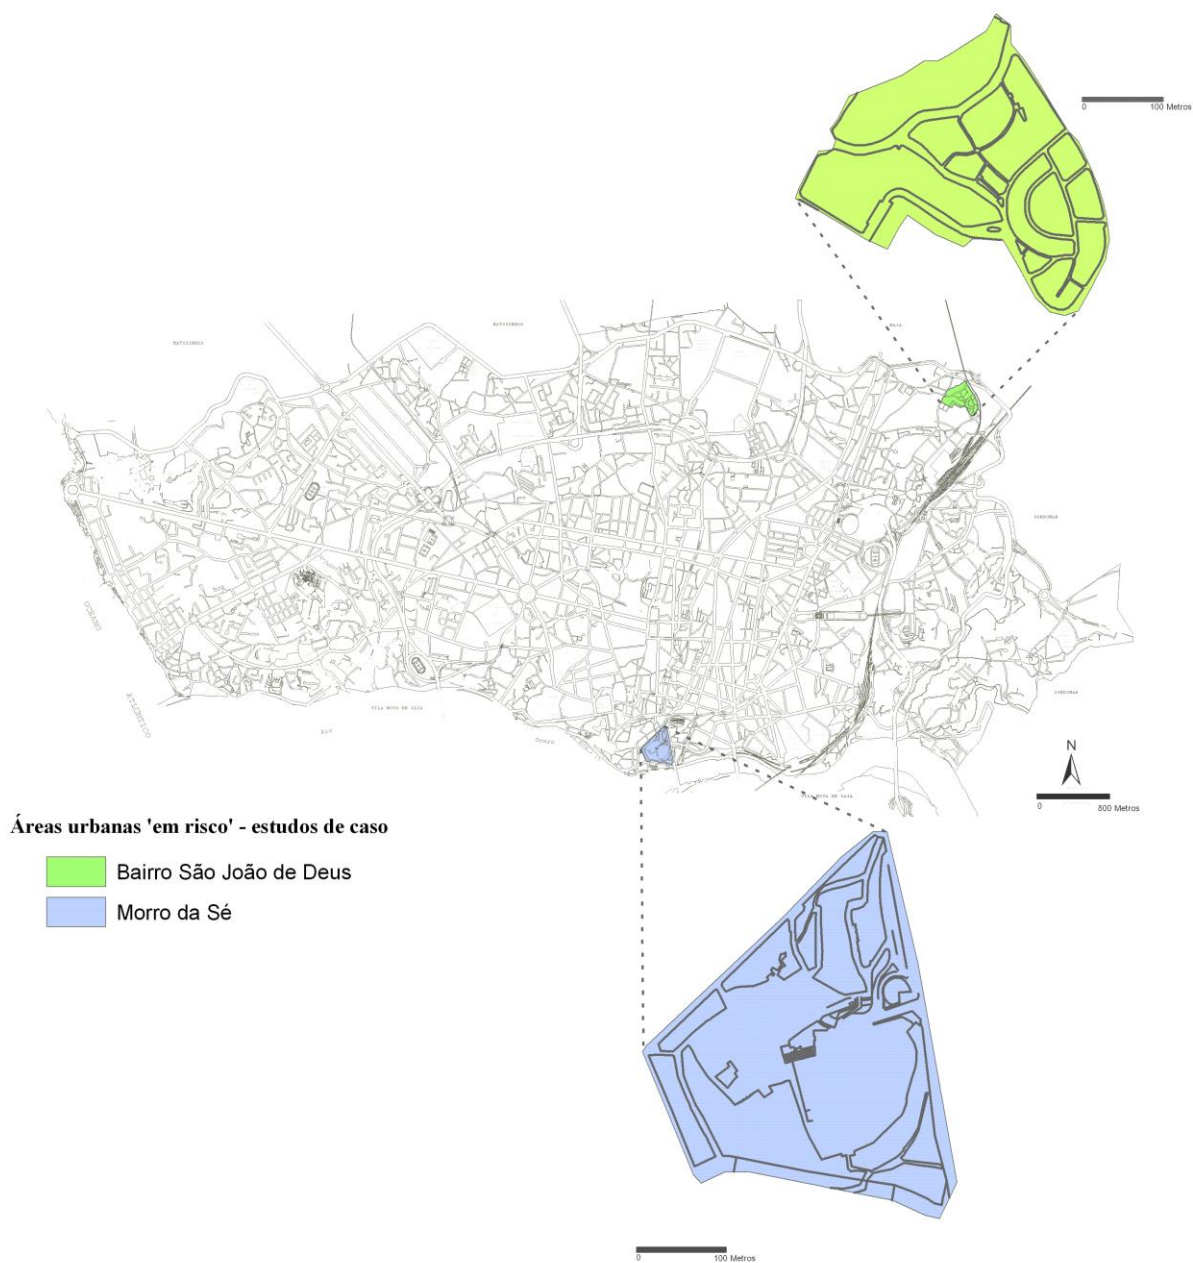 0 100 Metros
MATOSINHOS
MAIA
MATOSINHOS
GONDOMAR
OCEANO
GONDOMAR
ATLÂNTICO
VILA NOVA DE GAIA
Rio
Douro
N
VILA NOVA DE GAIA
0 800 Metros
Áreas urbanas 'em risco' - estudos de caso
Bairro São João de Deus
Morro da Sé
0 100 Metros